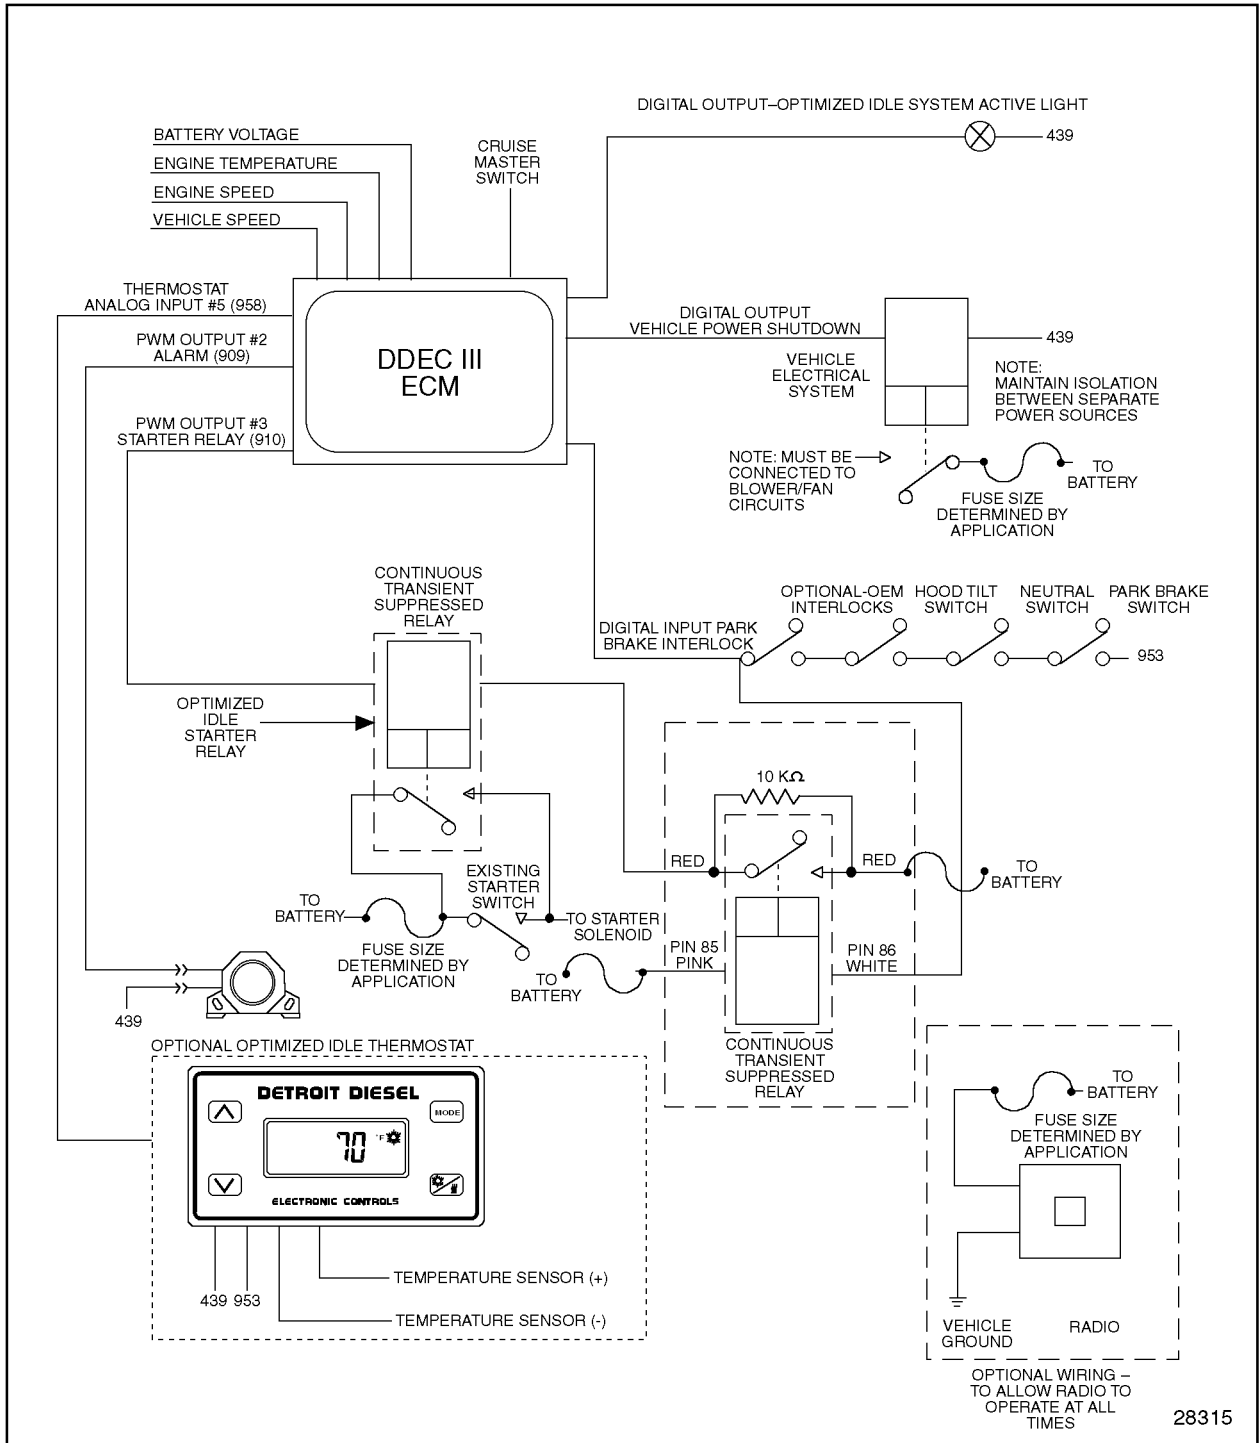 DIGITAL OUTPUT–OPTIMIZED IDLE SYSTEM ACTIVE LIGHT
439
BATTERY VOLTAGE
ENGINE TEMPERATURE
ENGINE SPEED
VEHICLE SPEED
CRUISE
MASTER
SWITCH
THERMOSTAT
ANALOG INPUT #5 (958)
PWM OUTPUT #2
ALARM (909)
PWM OUTPUT #3
STARTER RELAY (910)
DDEC III
ECM
DIGITAL OUTPUT
VEHICLE POWER SHUTDOWN
439
VEHICLE
ELECTRICAL
SYSTEM
NOTE:
MAINTAIN ISOLATION
BETWEEN SEPARATE
POWER SOURCES
NOTE: MUST BE
CONNECTED TO
BLOWER/FAN
CIRCUITS
TO
BATTERY
FUSE SIZE
DETERMINED BY
APPLICATION
CONTINUOUS
TRANSIENT
SUPPRESSED
RELAY
OPTIONAL-OEM
INTERLOCKS
HOOD TILT
SWITCH
NEUTRAL
SWITCH
PARK BRAKE
SWITCH
DIGITAL INPUT PARK
BRAKE INTERLOCK
953
OPTIMIZED
IDLE
STARTER
RELAY
10 KΩ
RED
RED
TO
BATTERY
EXISTING
STARTER
SWITCH
TO
BATTERY
TO STARTER
SOLENOID
FUSE SIZE
DETERMINED BY
APPLICATION
TO
BATTERY
PIN 85
PINK
PIN 86
WHITE
439
CONTINUOUS
TRANSIENT
SUPPRESSED
RELAY
OPTIONAL OPTIMIZED IDLE THERMOSTAT
DETROIT DIESEL
MODE
70 °F
ELECTRONIC CONTROLS
439 953
TEMPERATURE SENSOR (+)
TEMPERATURE SENSOR (-)
TO
BATTERY
FUSE SIZE
DETERMINED BY
APPLICATION
VEHICLE
GROUND
RADIO
OPTIONAL WIRING –
TO ALLOW RADIO TO
OPERATE AT ALL
TIMES
28315